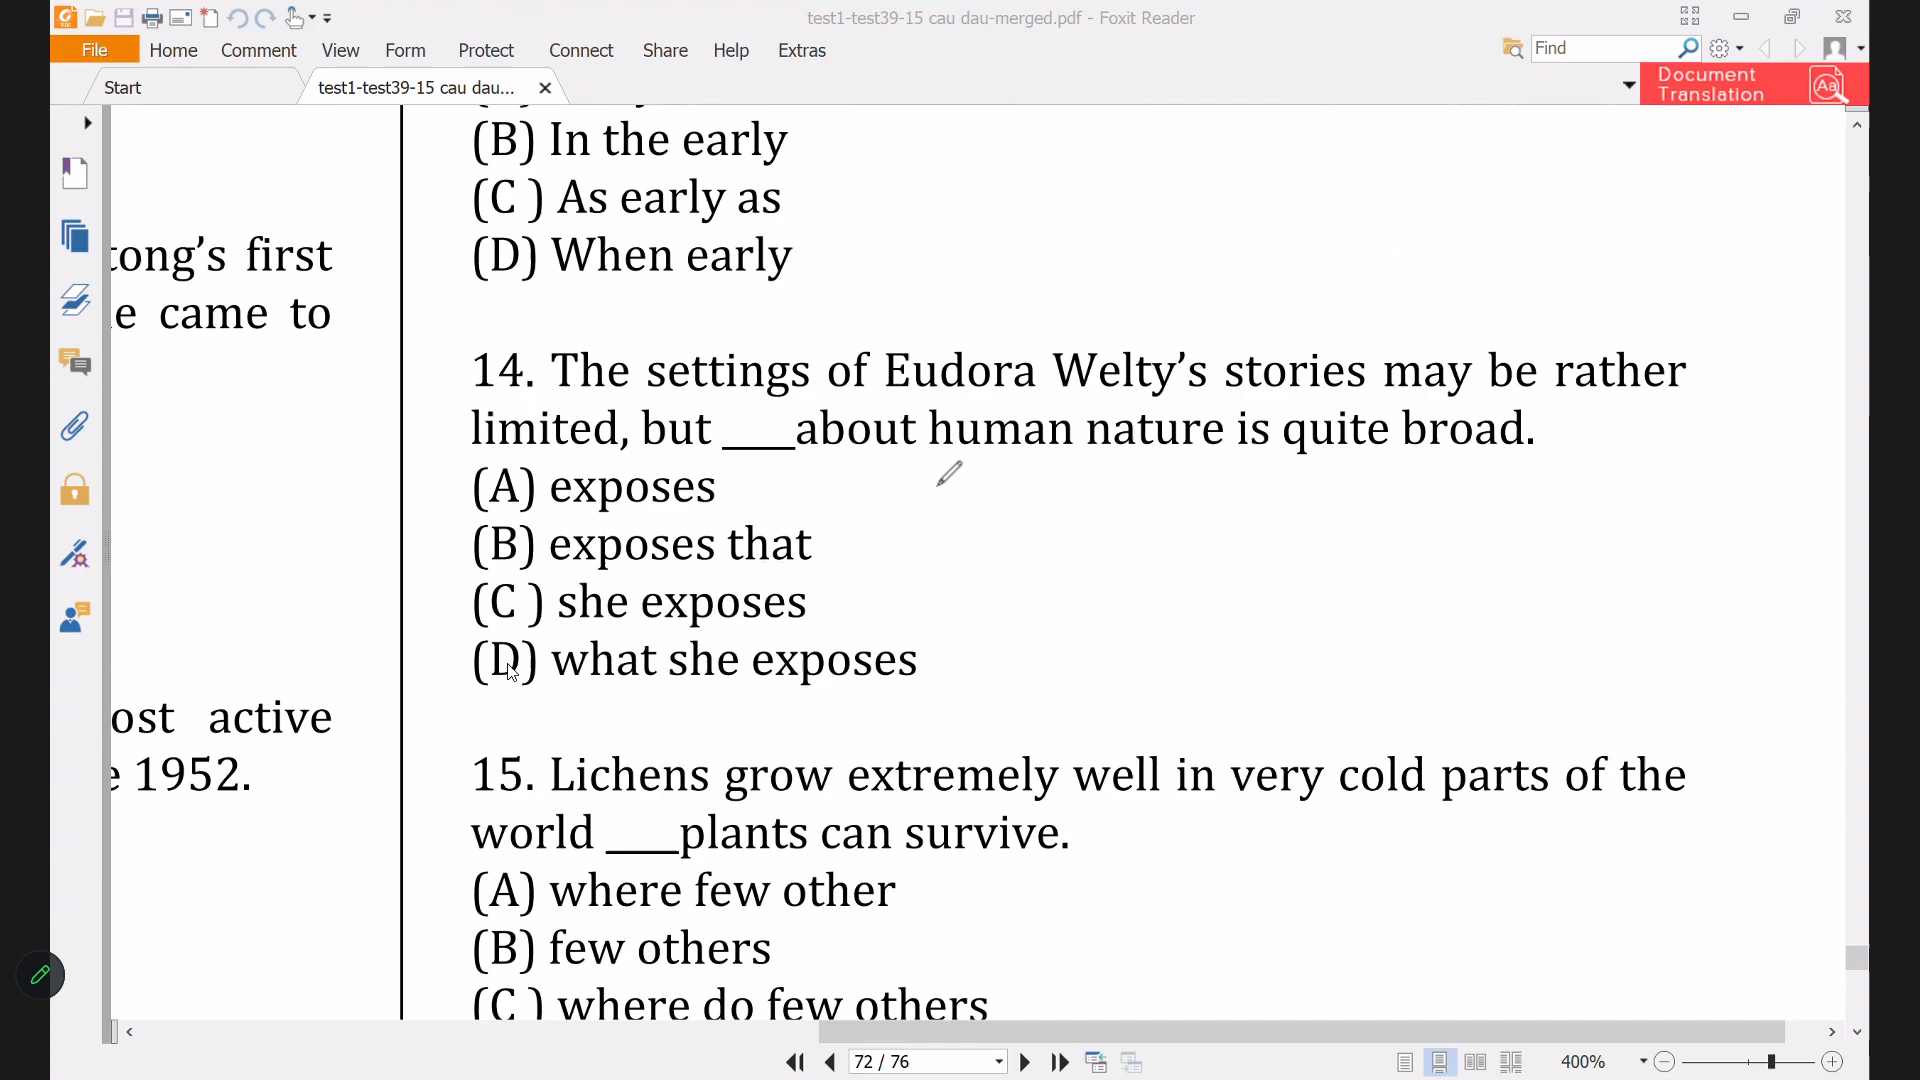 test1-test39-15 cau dau-merged.pdf - Foxit Reader
File Home Comment View Form Protect Connect Share Help Extras
Find
Start
test1-test39-15 cau dau...
Document
Translation
tong’s first
e came to
ost active
e 1952.
(B) In the early
(C ) As early as
(D) When early
14. The settings of Eudora Welty’s stories may be rather
limited, but ____about human nature is quite broad.
(A) exposes
(B) exposes that
(C ) she exposes
(D) what she exposes
15. Lichens grow extremely well in very cold parts of the
world ____plants can survive.
(A) where few other
(B) few others
(C ) where do few others
72 / 76
400%